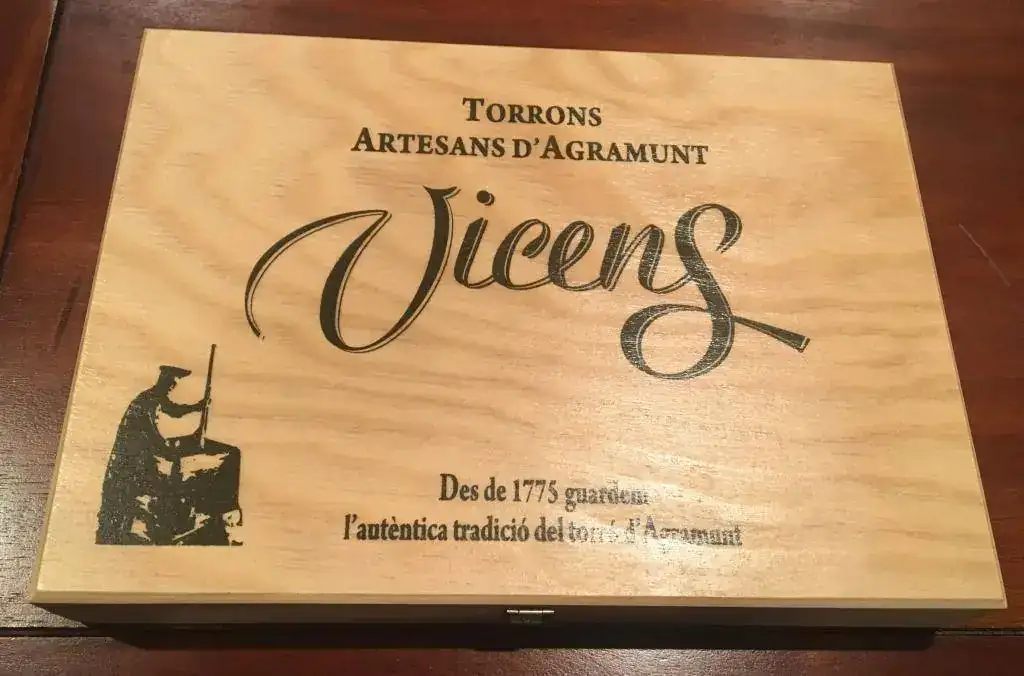 TORRONS
ARTESANS D'AGRAMUNT
Vicens
Des de 1775 guardem
l'autèntica tradició del torró d'Agramunt